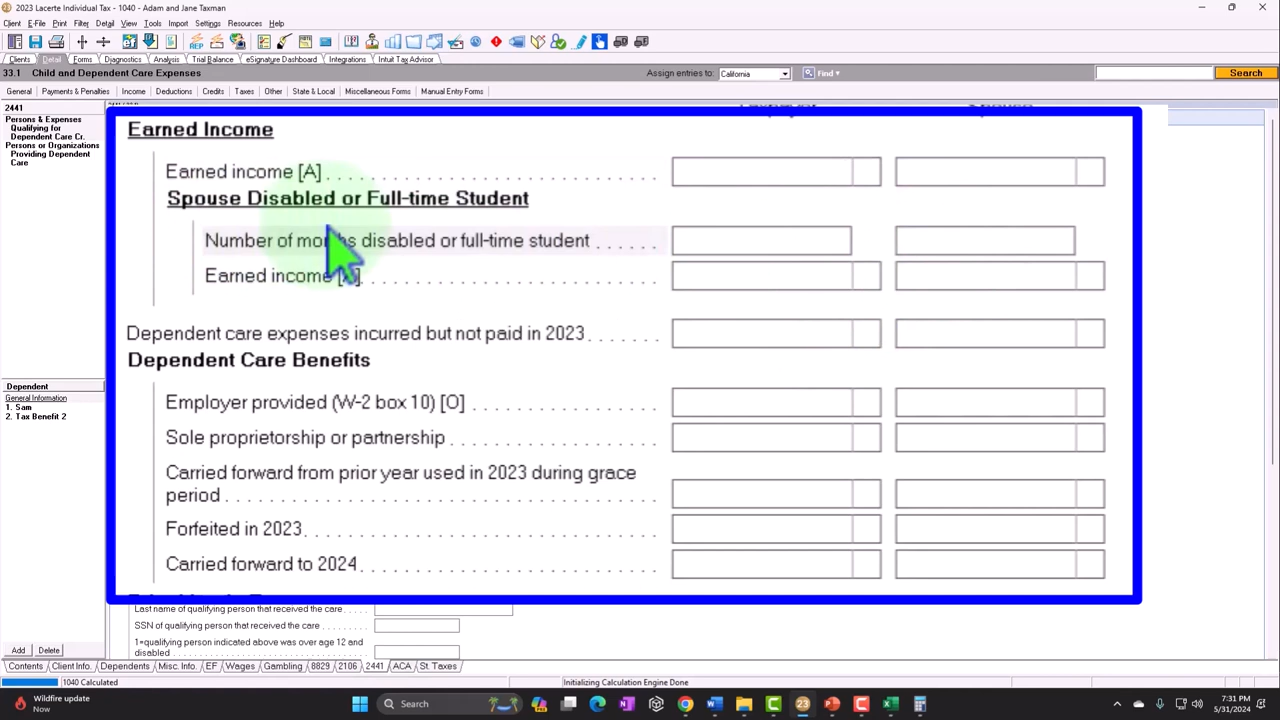 2023 Lacerte Individual Tax - 1040 - Adam and Jane Taxman
Client E-File Print Filter Detail View Tools Import Settings Resources Help
Clients Detail Forms Diagnostics Analysis Trial Balance eSignature Dashboard Integrations Intuit Tax Advisor
33.1 Child and Dependent Care Expenses Assign entries to: California Find Search
General Payments & Penalties Income Deductions Credits Taxes Other State & Local Miscellaneous Forms Manual Entry Forms
2441
Persons & Expenses
Qualifying for
Dependent Care Cr.
Persons or Organizations
Providing Dependent
Care
Earned Income
Earned income [A]
Spouse Disabled or Full-time Student
Number of months disabled or full-time student
Earned income
Dependent care expenses incurred but not paid in 2023
Dependent Care Benefits
Employer provided (W-2 box 10) [O]
Sole proprietorship or partnership
Carried forward from prior year used in 2023 during grace
period
Forfeited in 2023
Carried forward to 2024
Dependent
General Information
1. Sam
2. Tax Benefit 2
Last name of qualifying person that received the care
SSN of qualifying person that received the care
1=qualifying person indicated above was over age 12 and
disabled
Add Delete
Contents Client Info. Dependents Misc. Info. EF Wages Gambling 8829 2106 2441 ACA St. Taxes
1040 Calculated Initializing Calculation Engine Done
Wildfire update
Now
Search
23
7:31 PM
5/31/2024